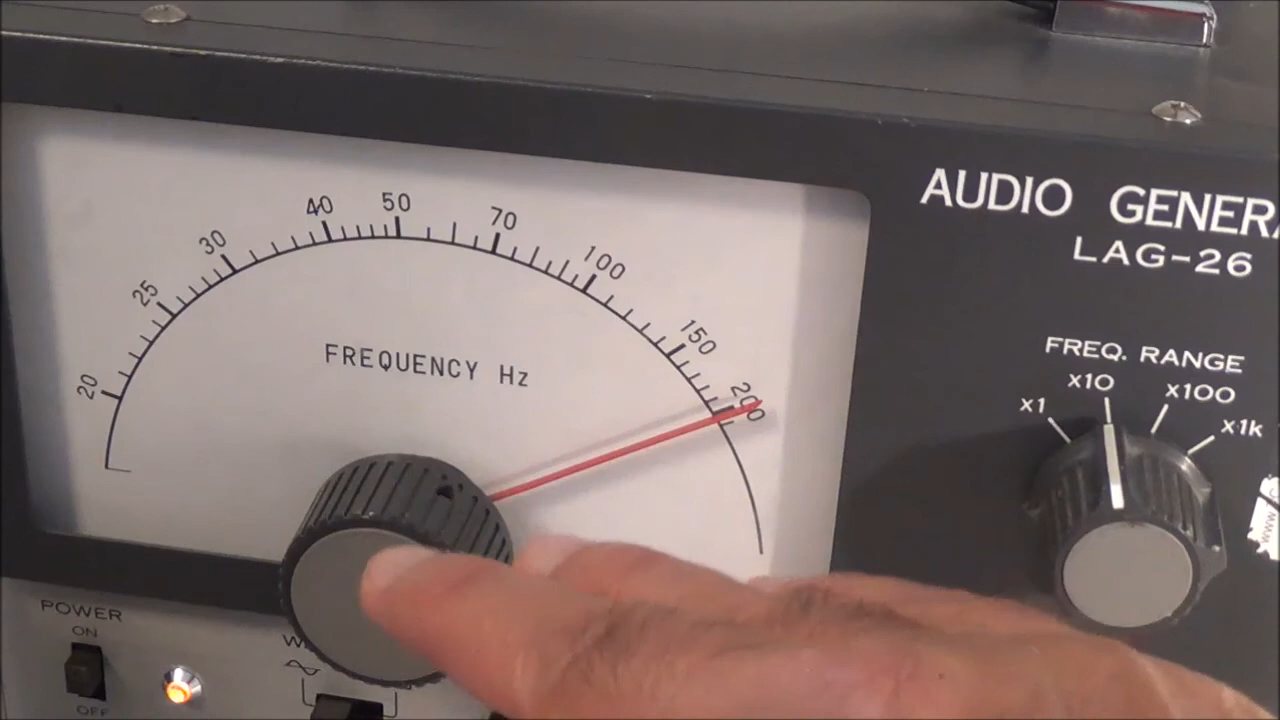 AUDIO GENERA
LAG-26
20 25 30 40 50 70 100 150 200
FREQUENCY Hz
FREQ. RANGE
x1 x10 x100 x1k
POWER
ON
OFF
W
www.